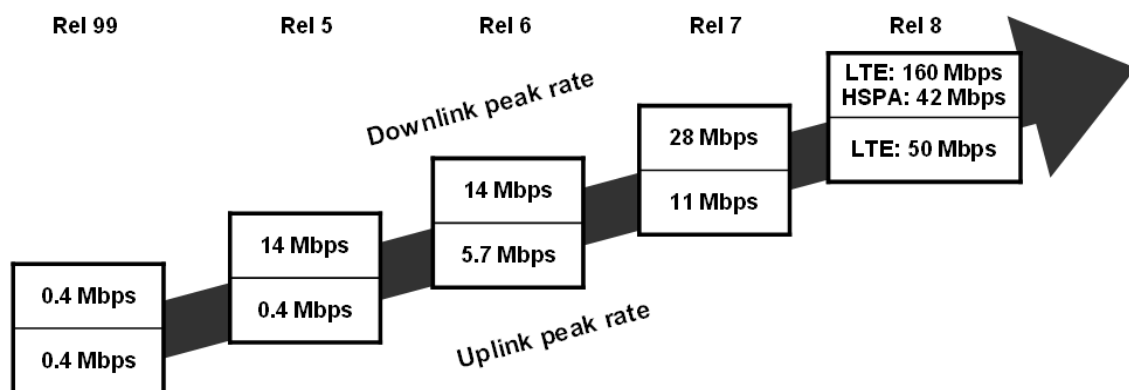 Rel 99
Rel 5
Rel 6
Rel 7
Rel 8
Downlink peak rate
LTE: 160 Mbps
HSPA: 42 Mbps
LTE: 50 Mbps
28 Mbps
11 Mbps
14 Mbps
5.7 Mbps
14 Mbps
0.4 Mbps
0.4 Mbps
0.4 Mbps
Uplink peak rate